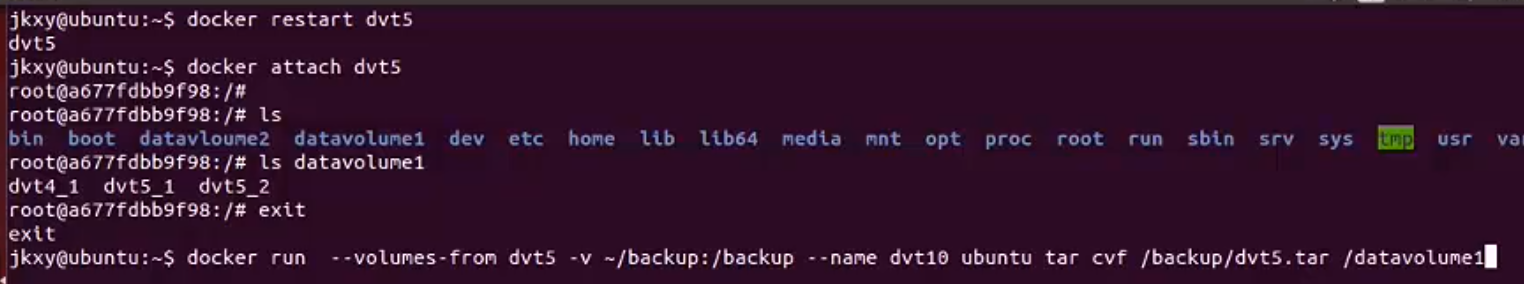 jkxy@ubuntu:~$ docker restart dvt5
dvt5
jkxy@ubuntu:~$ docker attach dvt5
root@a677fdbb9f98:/#
root@a677fdbb9f98:/# ls
bin boot datavloume2 datavolume1 dev etc home lib lib64 media mnt opt proc root run sbin srv sys tmp usr
root@a677fdbb9f98:/# ls datavolume1
dvt4_1 dvt5_1 dvt5_2
root@a677fdbb9f98:/# exit
exit
jkxy@ubuntu:~$ docker run --volumes-from dvt5 -v ~/backup:/backup --name dvt10 ubuntu tar cvf /backup/dvt5.tar /datavolume1